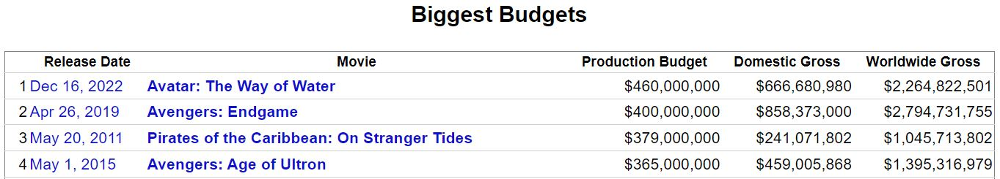 Biggest Budgets
Release Date Movie Production Budget Domestic Gross Worldwide Gross
1 Dec 16, 2022 Avatar: The Way of Water $460,000,000 $666,680,980 $2,264,822,501
2 Apr 26, 2019 Avengers: Endgame $400,000,000 $858,373,000 $2,794,731,755
3 May 20, 2011 Pirates of the Caribbean: On Stranger Tides $379,000,000 $241,071,802 $1,045,713,802
4 May 1, 2015 Avengers: Age of Ultron $365,000,000 $459,005,868 $1,395,316,979